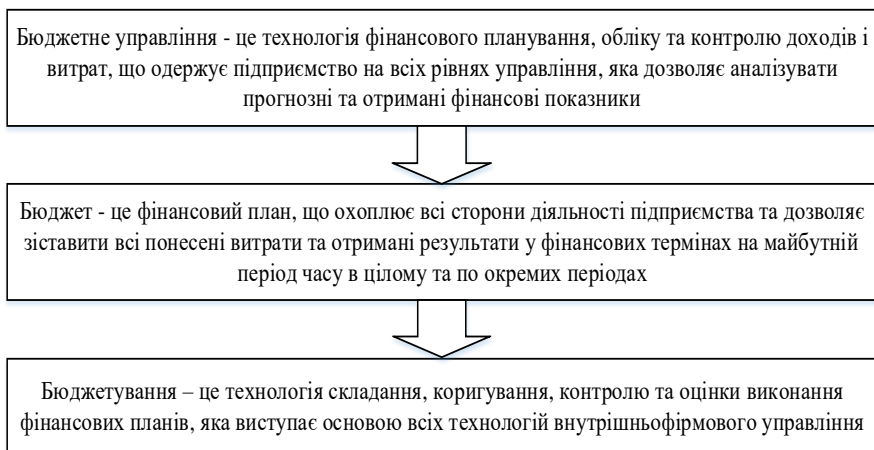 Бюджетне управління - це технологія фінансового планування, обліку та контролю доходів і
витрат, що одержує підприємство на всіх рівнях управління, яка дозволяє аналізувати
прогнозні та отримані фінансові показники
Бюджет - це фінансовий план, що охоплює всі сторони діяльності підприємства та дозволяє
зіставити всі понесені витрати та отримані результати у фінансових термінах на майбутній
період часу в цілому та по окремих періодах
Бюджетування – це технологія складання, коригування, контролю та оцінки виконання
фінансових планів, яка виступає основою всіх технологій внутрішньофірмового управління